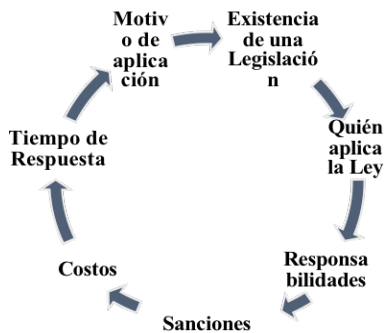 Motiv
o de
aplica
ción
Existencia
de una
Legislació
n
Quién
aplica
la Ley
Responsa
bilidades
Sanciones
Costos
Tiempo de
Respuesta